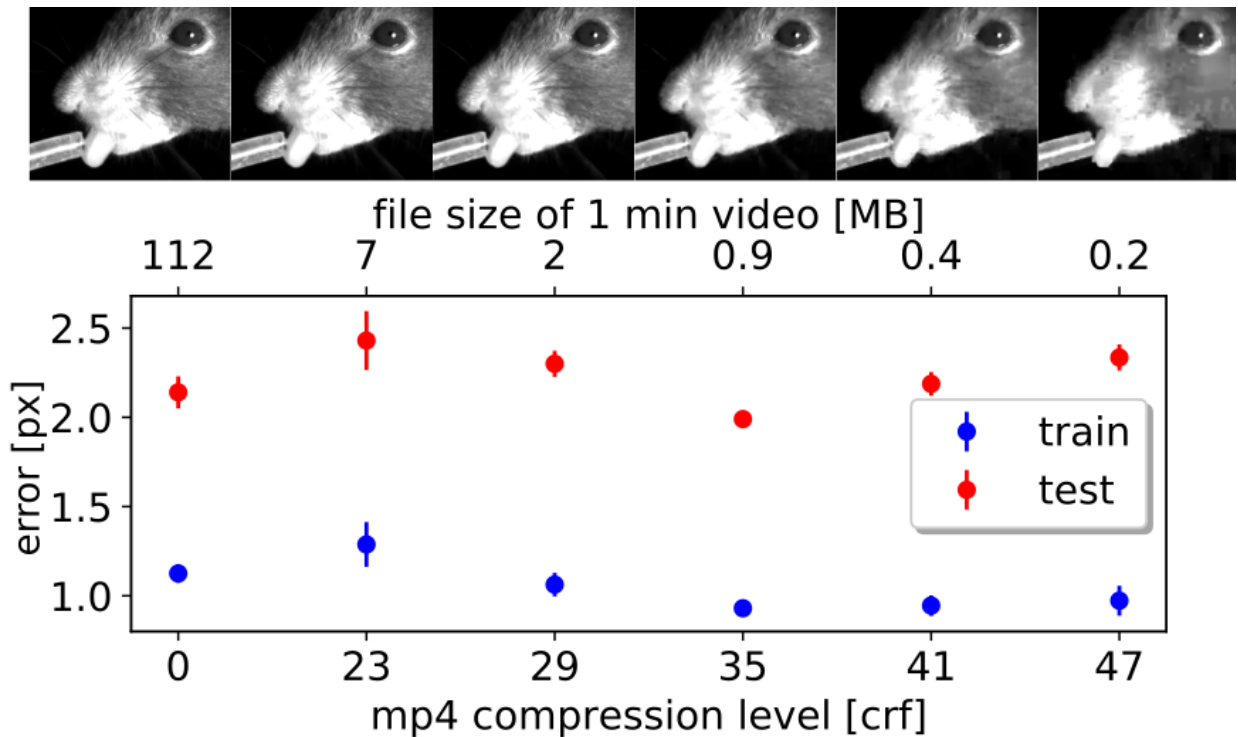 file size of 1 min video [MB]
112 7 2 0.9 0.4 0.2
2.5
2.0
1.5
1.0
error [px]
train
test
0 23 29 35 41 47
mp4 compression level [crf]